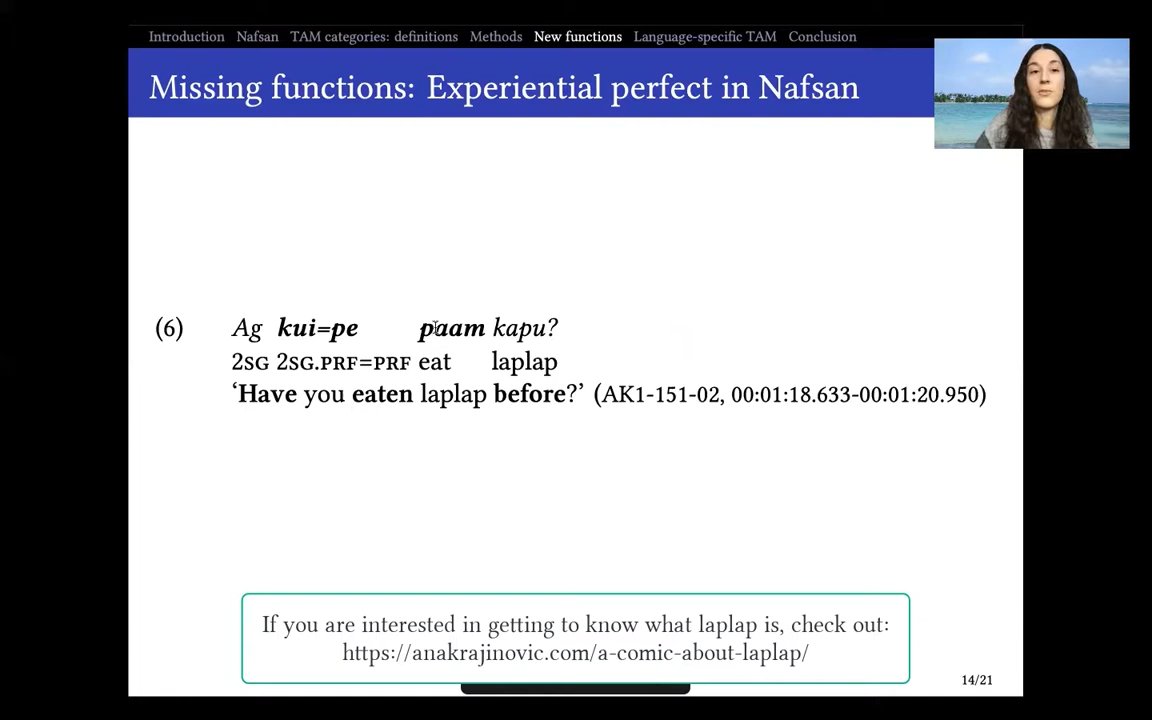 Introduction Nafsan TAM categories: definitions Methods New functions Language-specific TAM Conclusion
Missing functions: Experiential perfect in Nafsan
(6) Ag kui=pe paam kapu?
2SG 2SG.PRF=PRF eat laplap
‘Have you eaten laplap before?’ (AK1-151-02, 00:01:18.633-00:01:20.950)
If you are interested in getting to know what laplap is, check out:
https://anakrajinovic.com/a-comic-about-laplap/
14/21